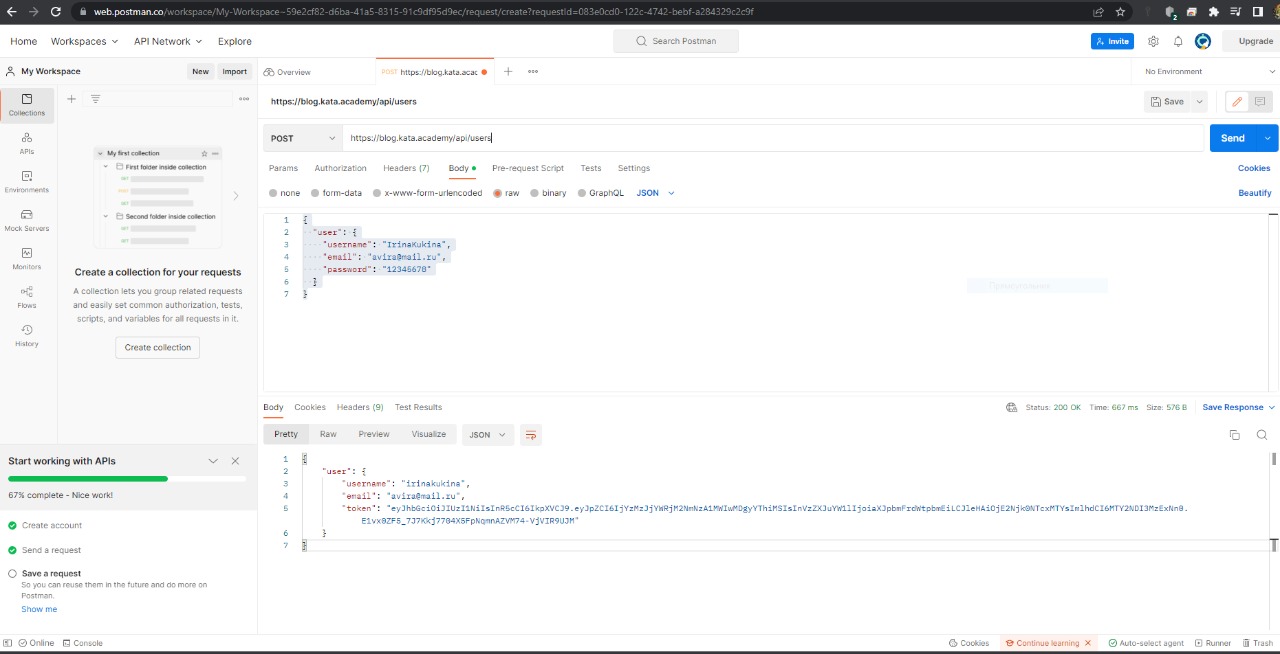 web.postman.co/workspace/My-Workspace~59e2cf82-d6ba-41a5-8315-91c9df95d9ec/request/create?requestId=083e0cd0-122c-4742-bebf-a284329c2c9f
2
Home Workspaces API Network Explore Search Postman Invite Upgrade
My Workspace New Import Overview POST https://blog.kata.acac No Environment
Collections
APIs
Environments
Mock Servers
Monitors
Flows
History
My first collection
First folder inside collection
GET
GET
Second folder inside collection
GET
GET
Create a collection for your requests
A collection lets you group related requests
and easily set common authorization, tests,
scripts, and variables for all requests in it.
Create collection
https://blog.kata.academy/api/users Save
POST https://blog.kata.academy/api/users Send
Params Authorization Headers (7) Body Pre-request Script Tests Settings Cookies
none form-data x-www-form-urlencoded raw binary GraphQL JSON Beautify
1 {
2 "user": {
3 "username": "IrinaKukina",
4 "email": "avira@mail.ru",
5 "password": "12345678"
6 }
7 }
Body Cookies Headers (9) Test Results Status: 200 OK Time: 667 ms Size: 576 B Save Response
Pretty Raw Preview Visualize JSON
1 {
2 "user": {
3 "username": "irinakukina",
4 "email": "avira@mail.ru",
5 "token":
6 }
7 }
Start working with APIs
67% complete - Nice work!
Create account
Send a request
Save a request
So you can reuse them in the future and do more on
Postman.
Show me
Online Console Cookies Continue learning Auto-select agent Runner Trash